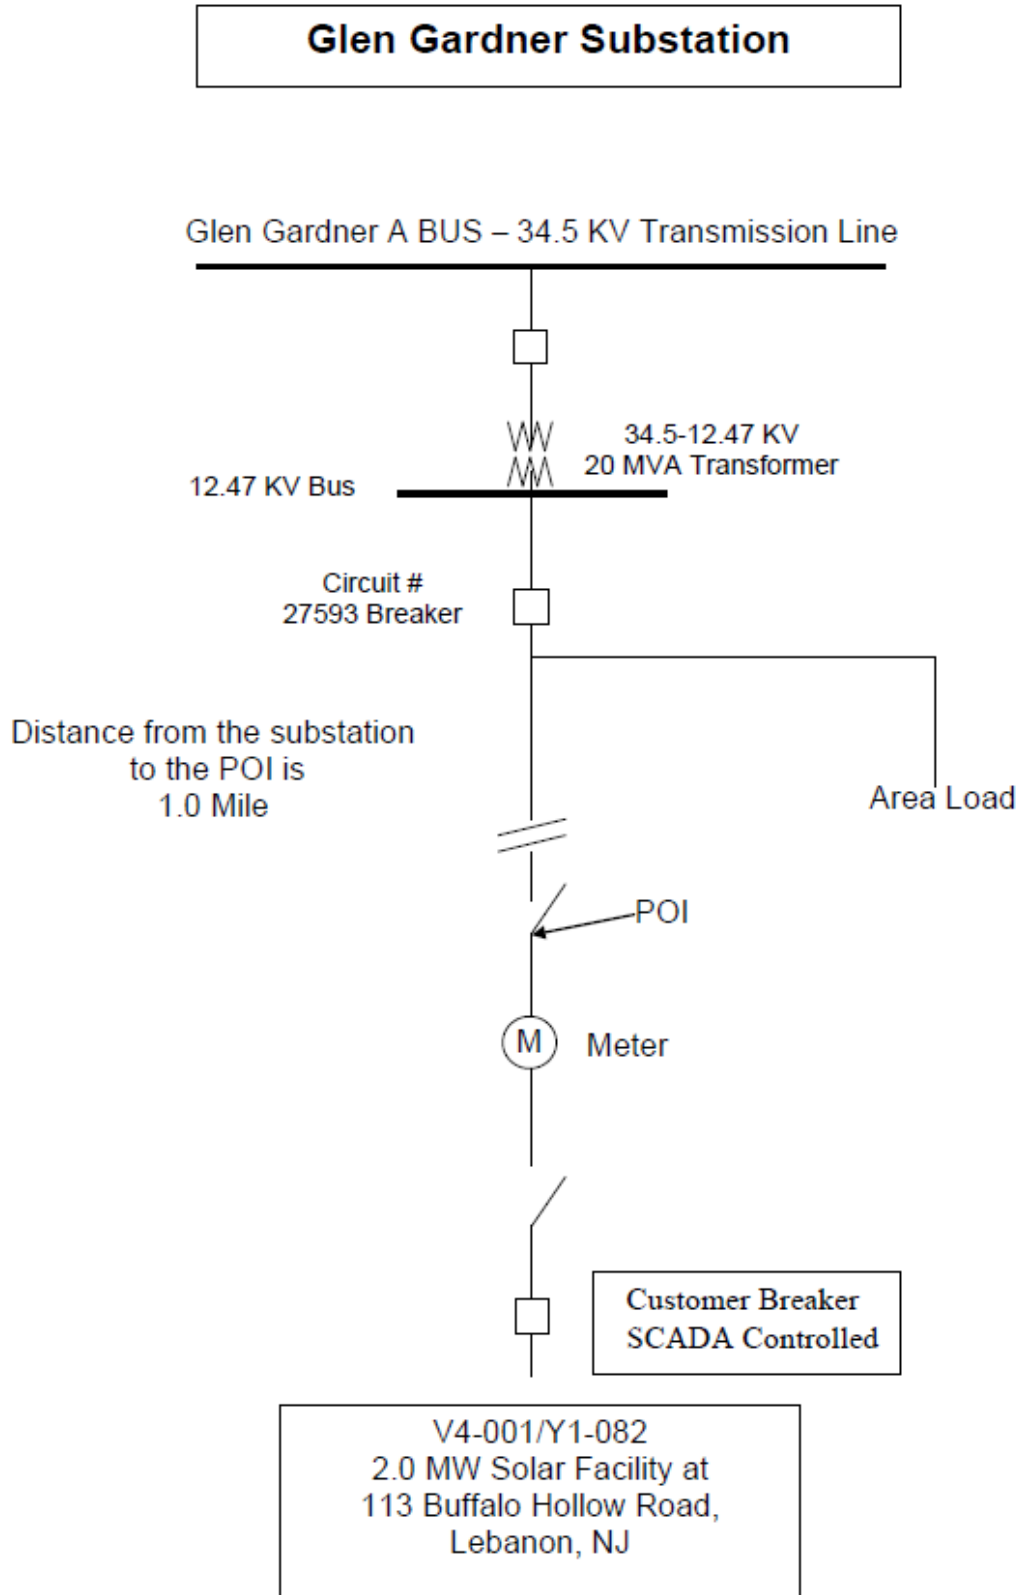 Glen Gardner Substation
Glen Gardner A BUS – 34.5 KV Transmission Line
34.5-12.47 KV
20 MVA Transformer
12.47 KV Bus
Circuit #
27593 Breaker
Distance from the substation
to the POI is
1.0 Mile
Area Load
POI
M
Meter
Customer Breaker
SCADA Controlled
V4-001/Y1-082
2.0 MW Solar Facility at
113 Buffalo Hollow Road,
Lebanon, NJ